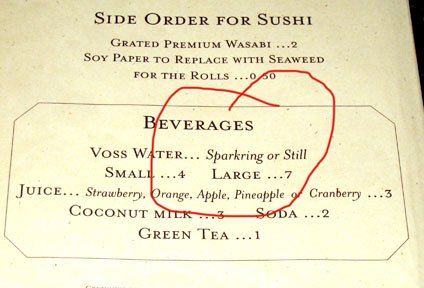 Side Order for Sushi
Grated Premium Wasabi ...2
Soy Paper to Replace with Seaweed
for the Rolls ...0.50
Beverages
Voss Water... Sparkring or Still
Small ...4 Large ...7
Juice... Strawberry, Orange, Apple, Pineapple or Cranberry ...3
Coconut milk ...3 Soda ...2
Green Tea ...1